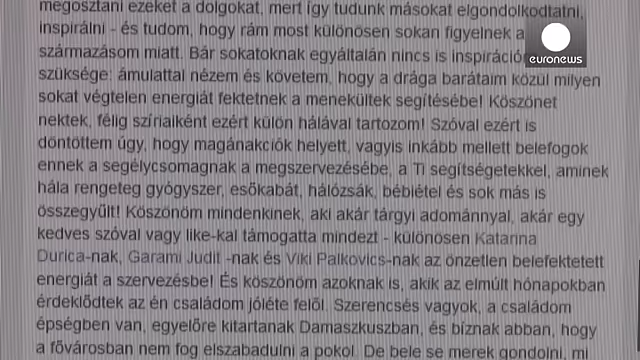 megosztani ezeket a dolgokat, mert így tudunk másokat elgondolkodtatni,
inspirálni - és tudom, hogy rám most különösen sokan figyelnek a
származásom miatt. Bár sokatoknak egyáltalán nincs is inspiráció
euronews
szüksége: ámulattal nézem és követem, hogy a drága barátaim közül milyen
sokat végtelen energiát fektetnek a menekültek segítésébe! Köszönet
nektek, félig szíriaiként ezért külön hálával tartozom! Szóval ezért is
döntöttem úgy, hogy magánakciók helyett, vagyis inkább mellett belefogok
ennek a segélycsomagnak a megszervezésébe, a Ti segítségetekkel, aminek
hála rengeteg gyógyszer, esőkabát, hálózsák, bébiétel és sok más is
összegyűlt! Köszönöm mindenkinek, aki akár tárgyi adománnyal, akár egy
kedves szóval vagy like-kal támogatta mindezt - különösen Katarina
Durica-nak, Garami Judit -nak és Viki Palkovics-nak az önzetlen belefektetett
energiát a szervezésbe! És köszönöm azoknak is, akik az elmúlt hónapokban
érdeklődtek az én családom jóléte felől. Szerencsés vagyok, a családom
épségben van, egyelőre kitartanak Damaszkuszban, és bíznak abban, hogy
a fővárosban nem fog elszabadulni a pokol. De bele se merek gondolni, mi